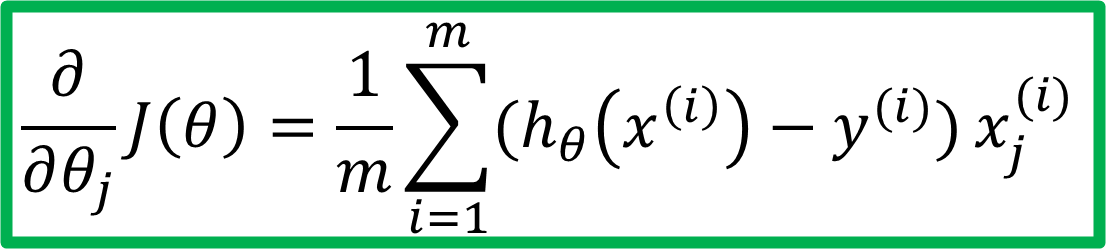 ∂/∂θ_j J(θ) = 1/m ∑_{i=1}^{m} (h_θ(x^{(i)}) − y^{(i)}) x_j^{(i)}